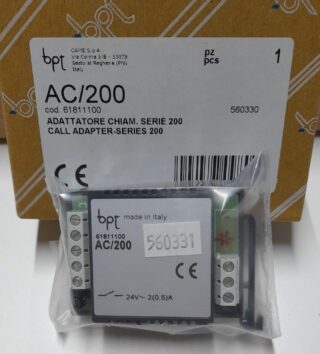 bpt
CAME S.p.A.
Via Cornia 1/B - 33079
Sesto al Reghena (PN)
Italy
pz
pcs
1
AC/200
cod. 61811100
560330
ADATTATORE CHIAM. SERIE 200
CALL ADAPTER-SERIES 200
CE
bpt made in Italy
61811100
AC/200
560331
CE
24V~ 2(0,5)A